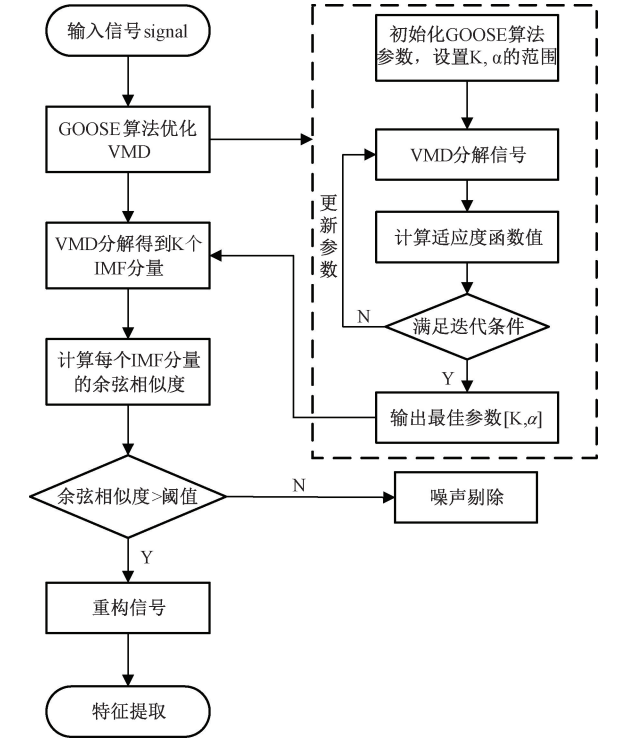 输入信号signal
GOOSE算法优化
VMD
VMD分解得到K个
IMF分量
计算每个IMF分量
的余弦相似度
余弦相似度>阈值
N
噪声剔除
Y
重构信号
特征提取
初始化GOOSE算法
参数，设置K, α的范围
VMD分解信号
更新参数
计算适应度函数值
满足迭代条件
N
Y
输出最佳参数[K,α]